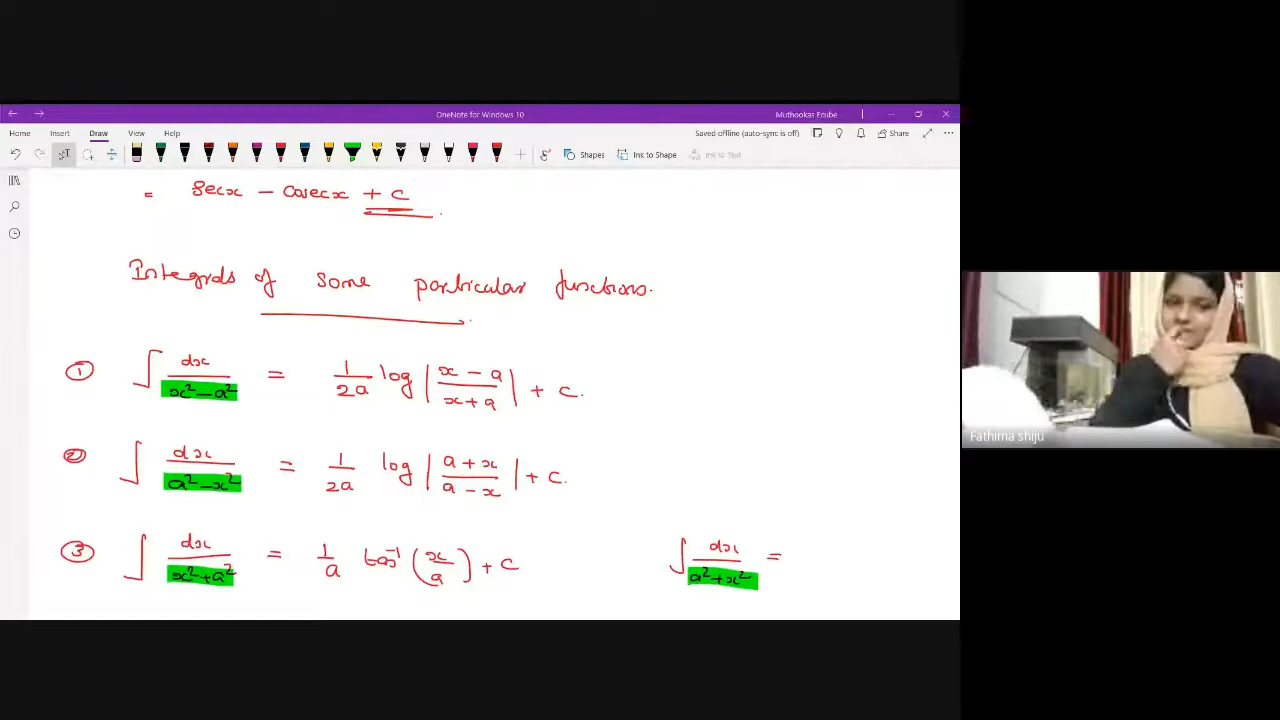 OneNote for Windows 10
Muthookas Ecube
Home Insert Draw View Help
Saved offline (auto-sync is off)
Share
Shapes
Ink to Shape
Ink to Text
= Secx – Cosecx + C
Integrals of some particular functions.
① ∫ dx/(x² – a²) = 1/2a log |(x – a)/(x + a)| + C.
② ∫ dx/(a² – x²) = 1/2a log |(a + x)/(a – x)| + C.
③ ∫ dx/(x² + a²) = 1/a tan⁻¹ (x/a) + C
∫ dx/(a² + x²) =
Fathima shiju